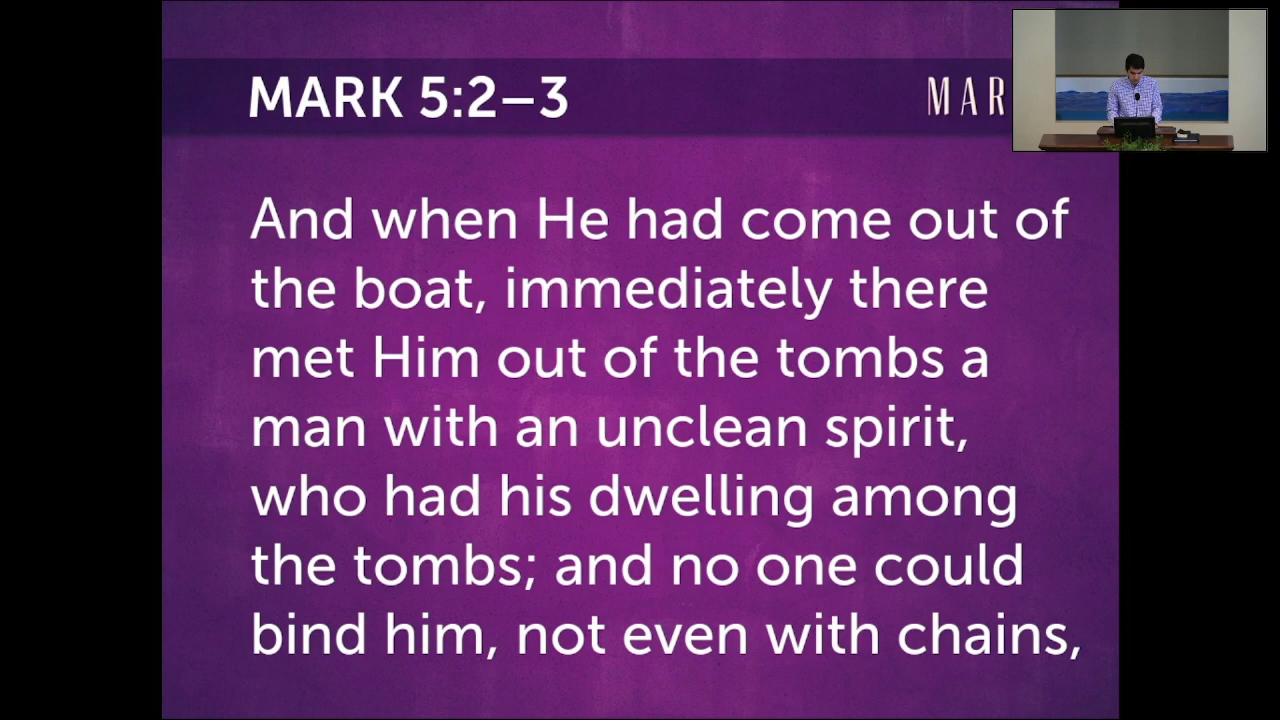 MARK 5:2–3
MAR
And when He had come out of
the boat, immediately there
met Him out of the tombs a
man with an unclean spirit,
who had his dwelling among
the tombs; and no one could
bind him, not even with chains,